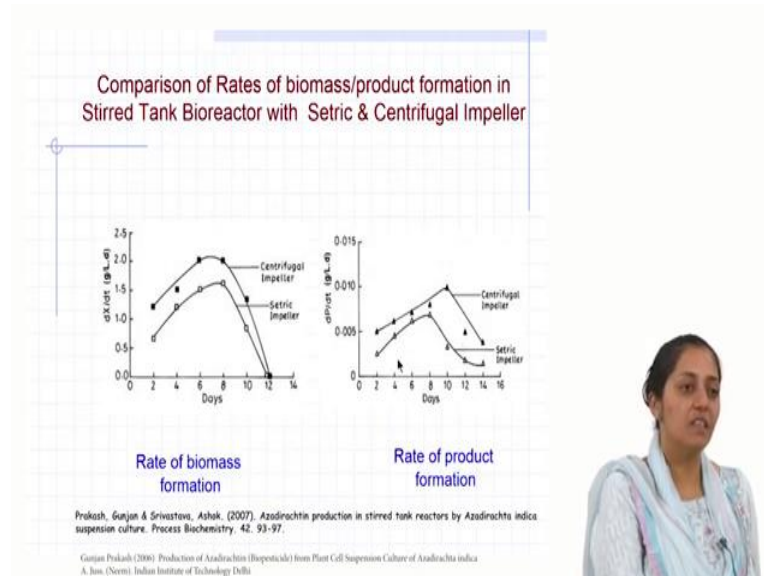 Comparison of Rates of biomass/product formation in
Stirred Tank Bioreactor with Setric & Centrifugal Impeller
dX/dt (g/L.d)
2.5
2.0
1.5
1.0
0.5
0.0
0 2 4 6 8 10 12 14
Days
Centrifugal
Impeller
Setric
Impeller
dP/dt (g/L.d)
0.015
0.010
0.005
0
0 2 4 6 8 10 12 14 16
Days
Centrifugal
Impeller
Setric
Impeller
Rate of biomass
formation
Rate of product
formation
Prakash, Gunjan & Srivastava, Ashok. (2007). Azadirachtin production in stirred tank reactors by Azadirachta indica
suspension culture. Process Biochemistry. 42. 93-97.
Gunjan Prakash (2006) Production of Azadirachtin (Biopesticide) from Plant Cell Suspension Culture of Azadirachta indica
A. Juss. (Neem). Indian Institute of Technology Delhi